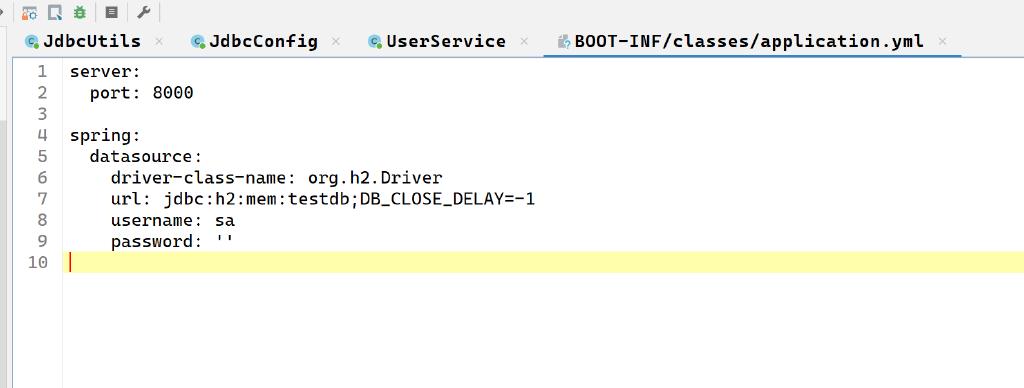 JdbcUtils JdbcConfig UserService BOOT-INF/classes/application.yml
1 server:
2   port: 8000
3
4 spring:
5   datasource:
6     driver-class-name: org.h2.Driver
7     url: jdbc:h2:mem:testdb;DB_CLOSE_DELAY=-1
8     username: sa
9     password: ''
10